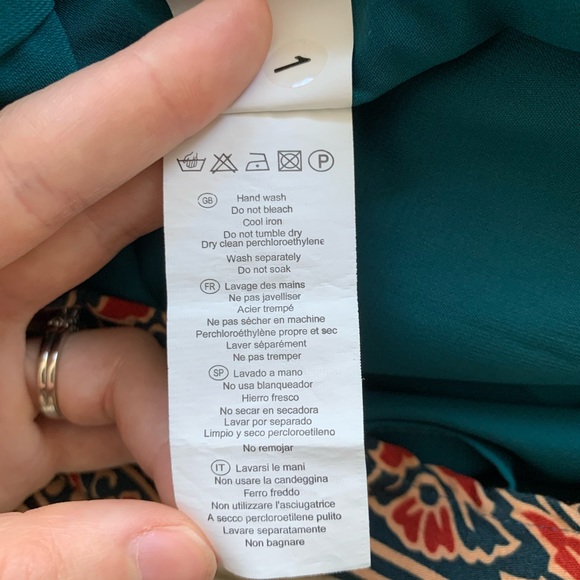 1
P
GB Hand wash
Do not bleach
Cool iron
Do not tumble dry
Dry clean perchloroethylene
Wash separately
Do not soak
FR Lavage des mains
Ne pas javelliser
Acier trempé
Ne pas sécher en machine
Perchloroéthylène propre et sec
Laver séparément
Ne pas tremper
SP Lavado a mano
No usa blanqueador
Hierro fresco
No secar en secadora
Lavar por separado
Limpio y seco percloroetileno
No remojar
IT Lavarsi le mani
Non usare la candeggina
Ferro freddo
Non utilizzare l'asciugatrice
A secco percloroetilene pulito
Lavare separatamente
Non bagnare